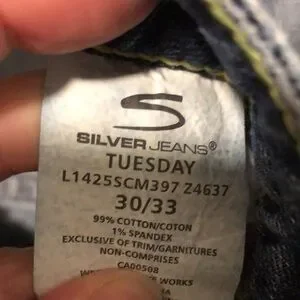 S
SILVER JEANS®
TUESDAY
L1425SCM397 Z4637
30/33
99% COTTON/COTON
1% SPANDEX
EXCLUSIVE OF TRIM/GARNITURES
NON-COMPRISES
CA00508
WORKS